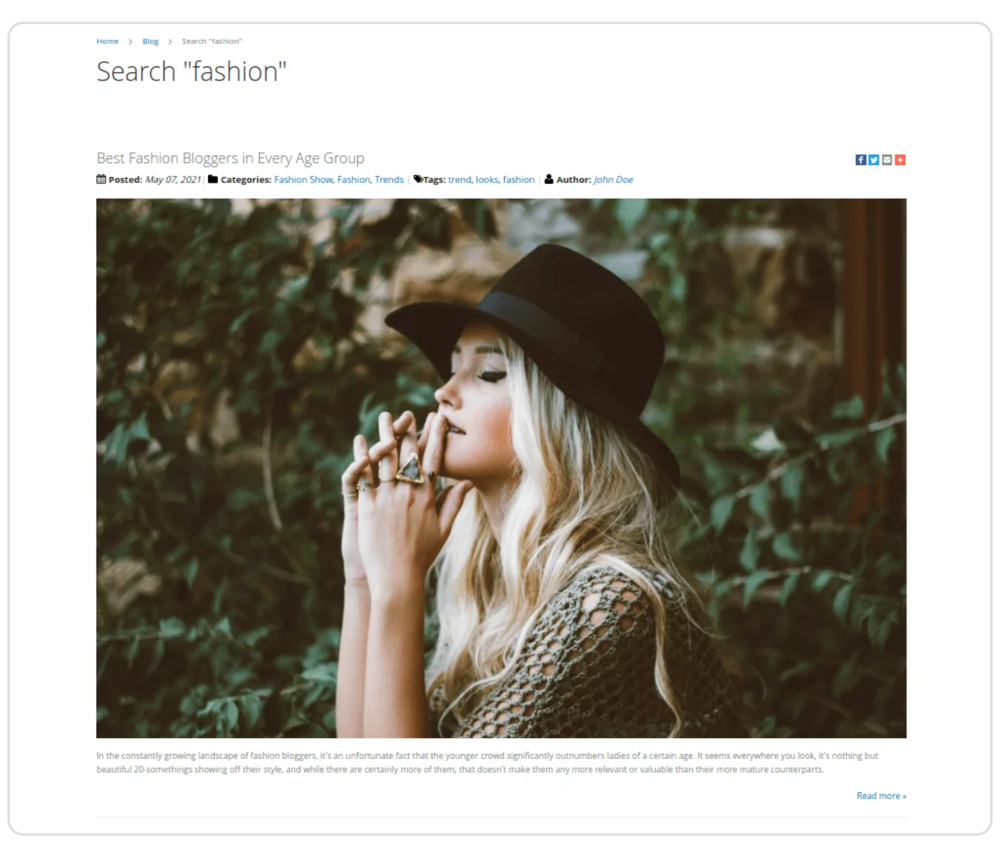 Home > Blog > Search "fashion"
Search "fashion"
Best Fashion Bloggers in Every Age Group
Posted: May 07, 2021 | Categories: Fashion Show, Fashion, Trends | Tags: trend, looks, fashion | Author: John Doe
In the constantly growing landscape of fashion bloggers, it's an unfortunate fact that the younger crowd significantly outnumbers ladies of a certain age. It seems everywhere you look, it's nothing but
beautiful 20-somethings showing off their style, and while there are certainly more of them, that doesn't make them any more relevant or valuable than their more mature counterparts.
Read more »